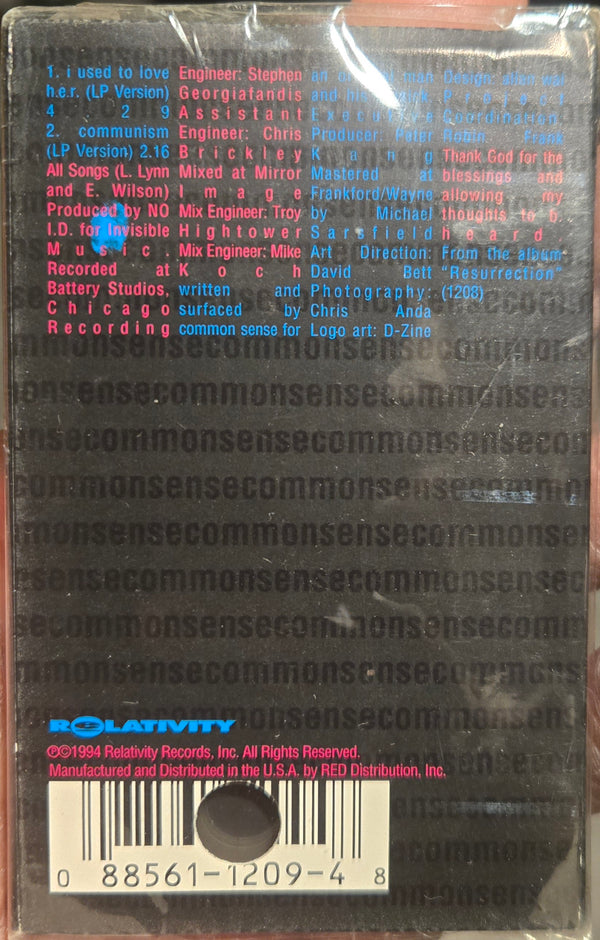 1. i used to love
h.e.r. (LP Version)
4 2 9
2. communism
(LP Version) 2.16
All Songs (L. Lynn
and E. Wilson)
Produced by NO
I.D. for Invisible
Music.
Recorded at
Battery Studios,
Chicago
Recording
Engineer: Stephen
Georgiafandis
Assistant
Engineer: Chris
Brickley
Mixed at Mirror
Image
Mix Engineer: Troy
Hightower
Mix Engineer: Mike
Koch
written and
surfaced by
common sense for
man
and his
Executive
Producer: Peter
Kang
Mastered at
Frankford/Wayne
by Michael
Sarsfield
Art Direction:
David Bett
Photography:
Chris Anda
Logo art: D-Zine
Design:
Project
Coordination:
Robin: Frank
Thank God for the
blessings and
allowing my
thoughts to b.
heard.
From the album
"Resurrection"
(1208)
commonsensecommonsense
RELATIVITY
℗©1994 Relativity Records, Inc. All Rights Reserved.
Manufactured and Distributed in the U.S.A. by RED Distribution, Inc.
0 88561-1209-4 8